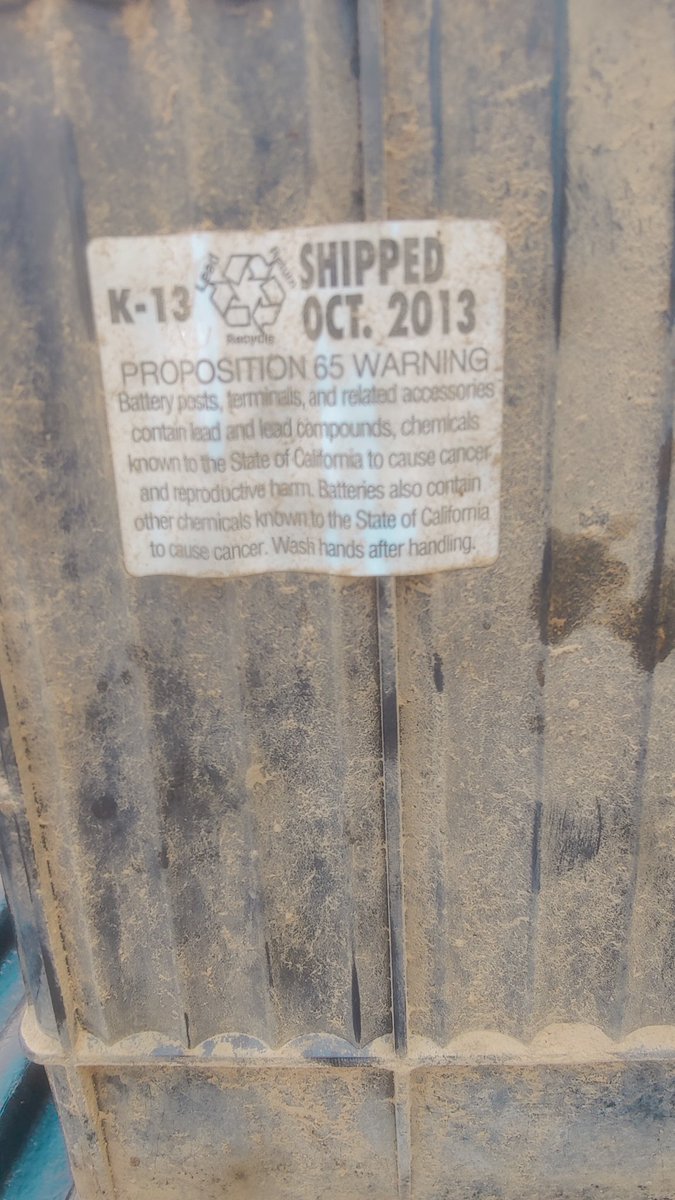 SHIPPED
K-13 Lead Return OCT. 2013
Recycle
PROPOSITION 65 WARNING
Battery posts, terminals, and related accessories
contain lead and lead compounds, chemicals
known to the State of California to cause cancer
and reproductive harm. Batteries also contain
other chemicals known to the State of California
to cause cancer. Wash hands after handling.